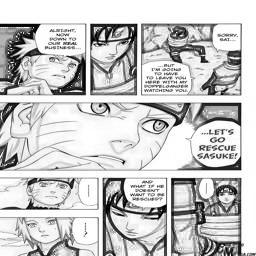 ALRIGHT,
NOW
DOWN TO
OUR REAL
BUSINESS...
SORRY,
SAI...
BUT
I'M GOING
TO HAVE
TO LEAVE
YOU HERE
WITH MY
DOPPELGANGER
WATCHING YOU.
...LET'S
GO
RESCUE
SASUKE!
...
AND
WHAT IF HE
DOESN'T
WANT TO BE
RESCUED?
...